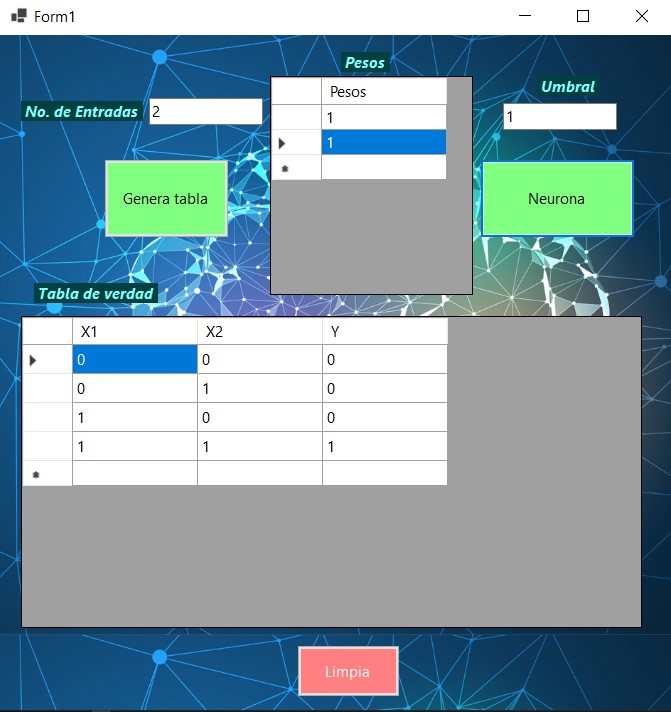 Form1
Pesos
Umbral
No. de Entradas 2
Pesos
1
1
1
Genera tabla
Neurona
Tabla de verdad
X1 X2 Y
0 0 0
0 1 0
1 0 0
1 1 1
Limpia